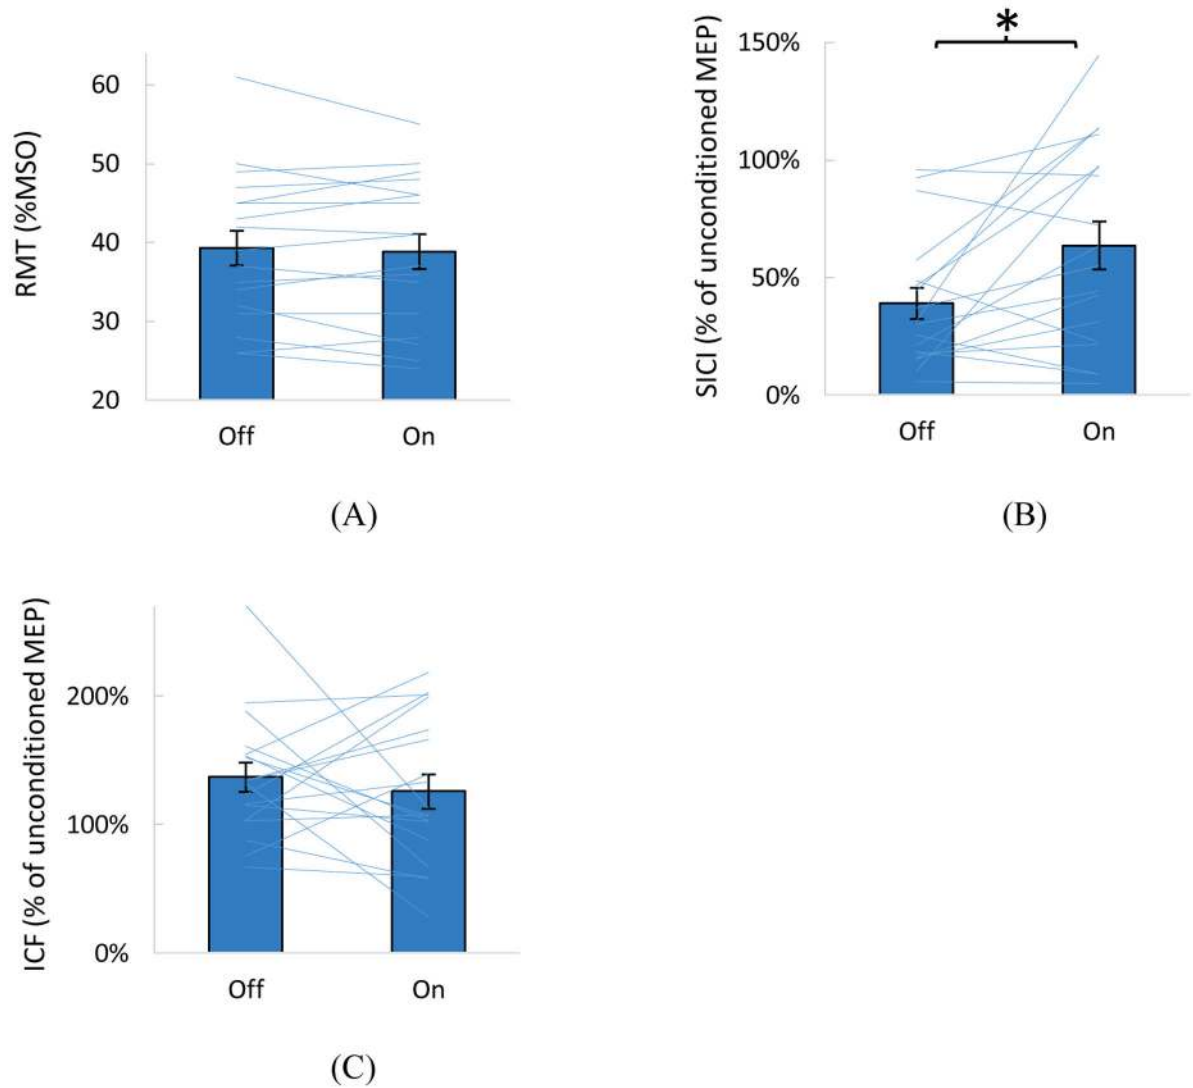 RMT (%MSO)
60
50
40
30
20
Off
On
(A)
SICI (% of unconditioned MEP)
*
150%
100%
50%
0%
Off
On
(B)
ICF (% of unconditioned MEP)
200%
100%
0%
Off
On
(C)